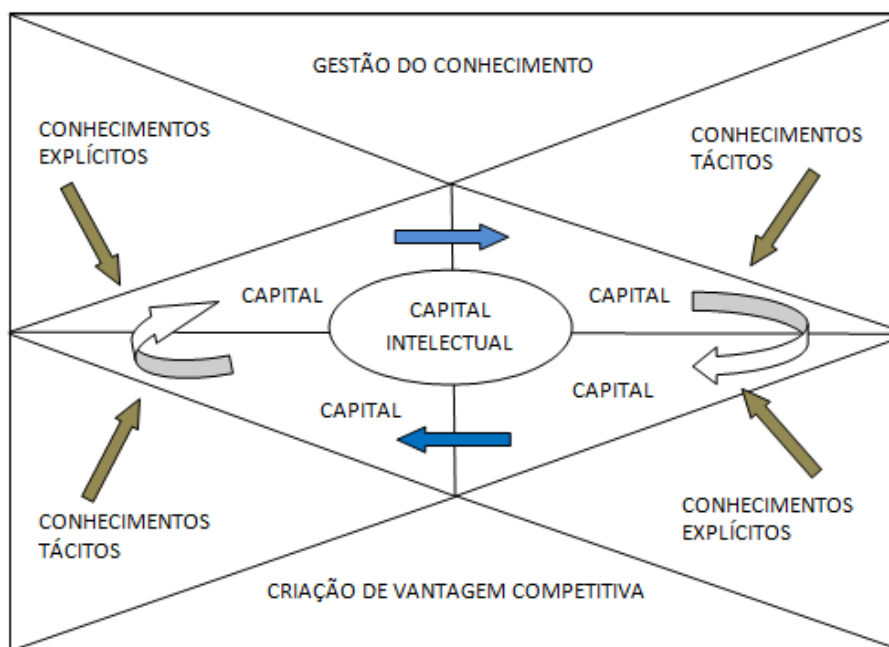 GESTÃO DO CONHECIMENTO
CONHECIMENTOS
EXPLÍCITOS
CONHECIMENTOS
TÁCITOS
CAPITAL
CAPITAL
INTELECTUAL
CAPITAL
CAPITAL
CAPITAL
CONHECIMENTOS
TÁCITOS
CONHECIMENTOS
EXPLÍCITOS
CRIAÇÃO DE VANTAGEM COMPETITIVA